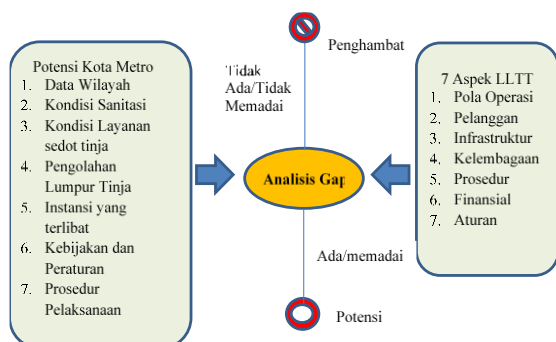 Potensi Kota Metro
1. Data Wilayah
2. Kondisi Sanitasi
3. Kondisi Layanan
sedot tinja
4. Pengolahan
Lumpur Tinja
5. Instansi yang
terlibat
6. Kebijakan dan
Peraturan
7. Prosedur
Pelaksanaan
Penghambat
Tidak
Ada/Tidak
Memadai
Analisis Gap
Ada/memadai
Potensi
7 Aspek LLTT
1. Pola Operasi
2. Pelanggan
3. Infrastruktur
4. Kelembagaan
5. Prosedur
6. Finansial
7. Aturan